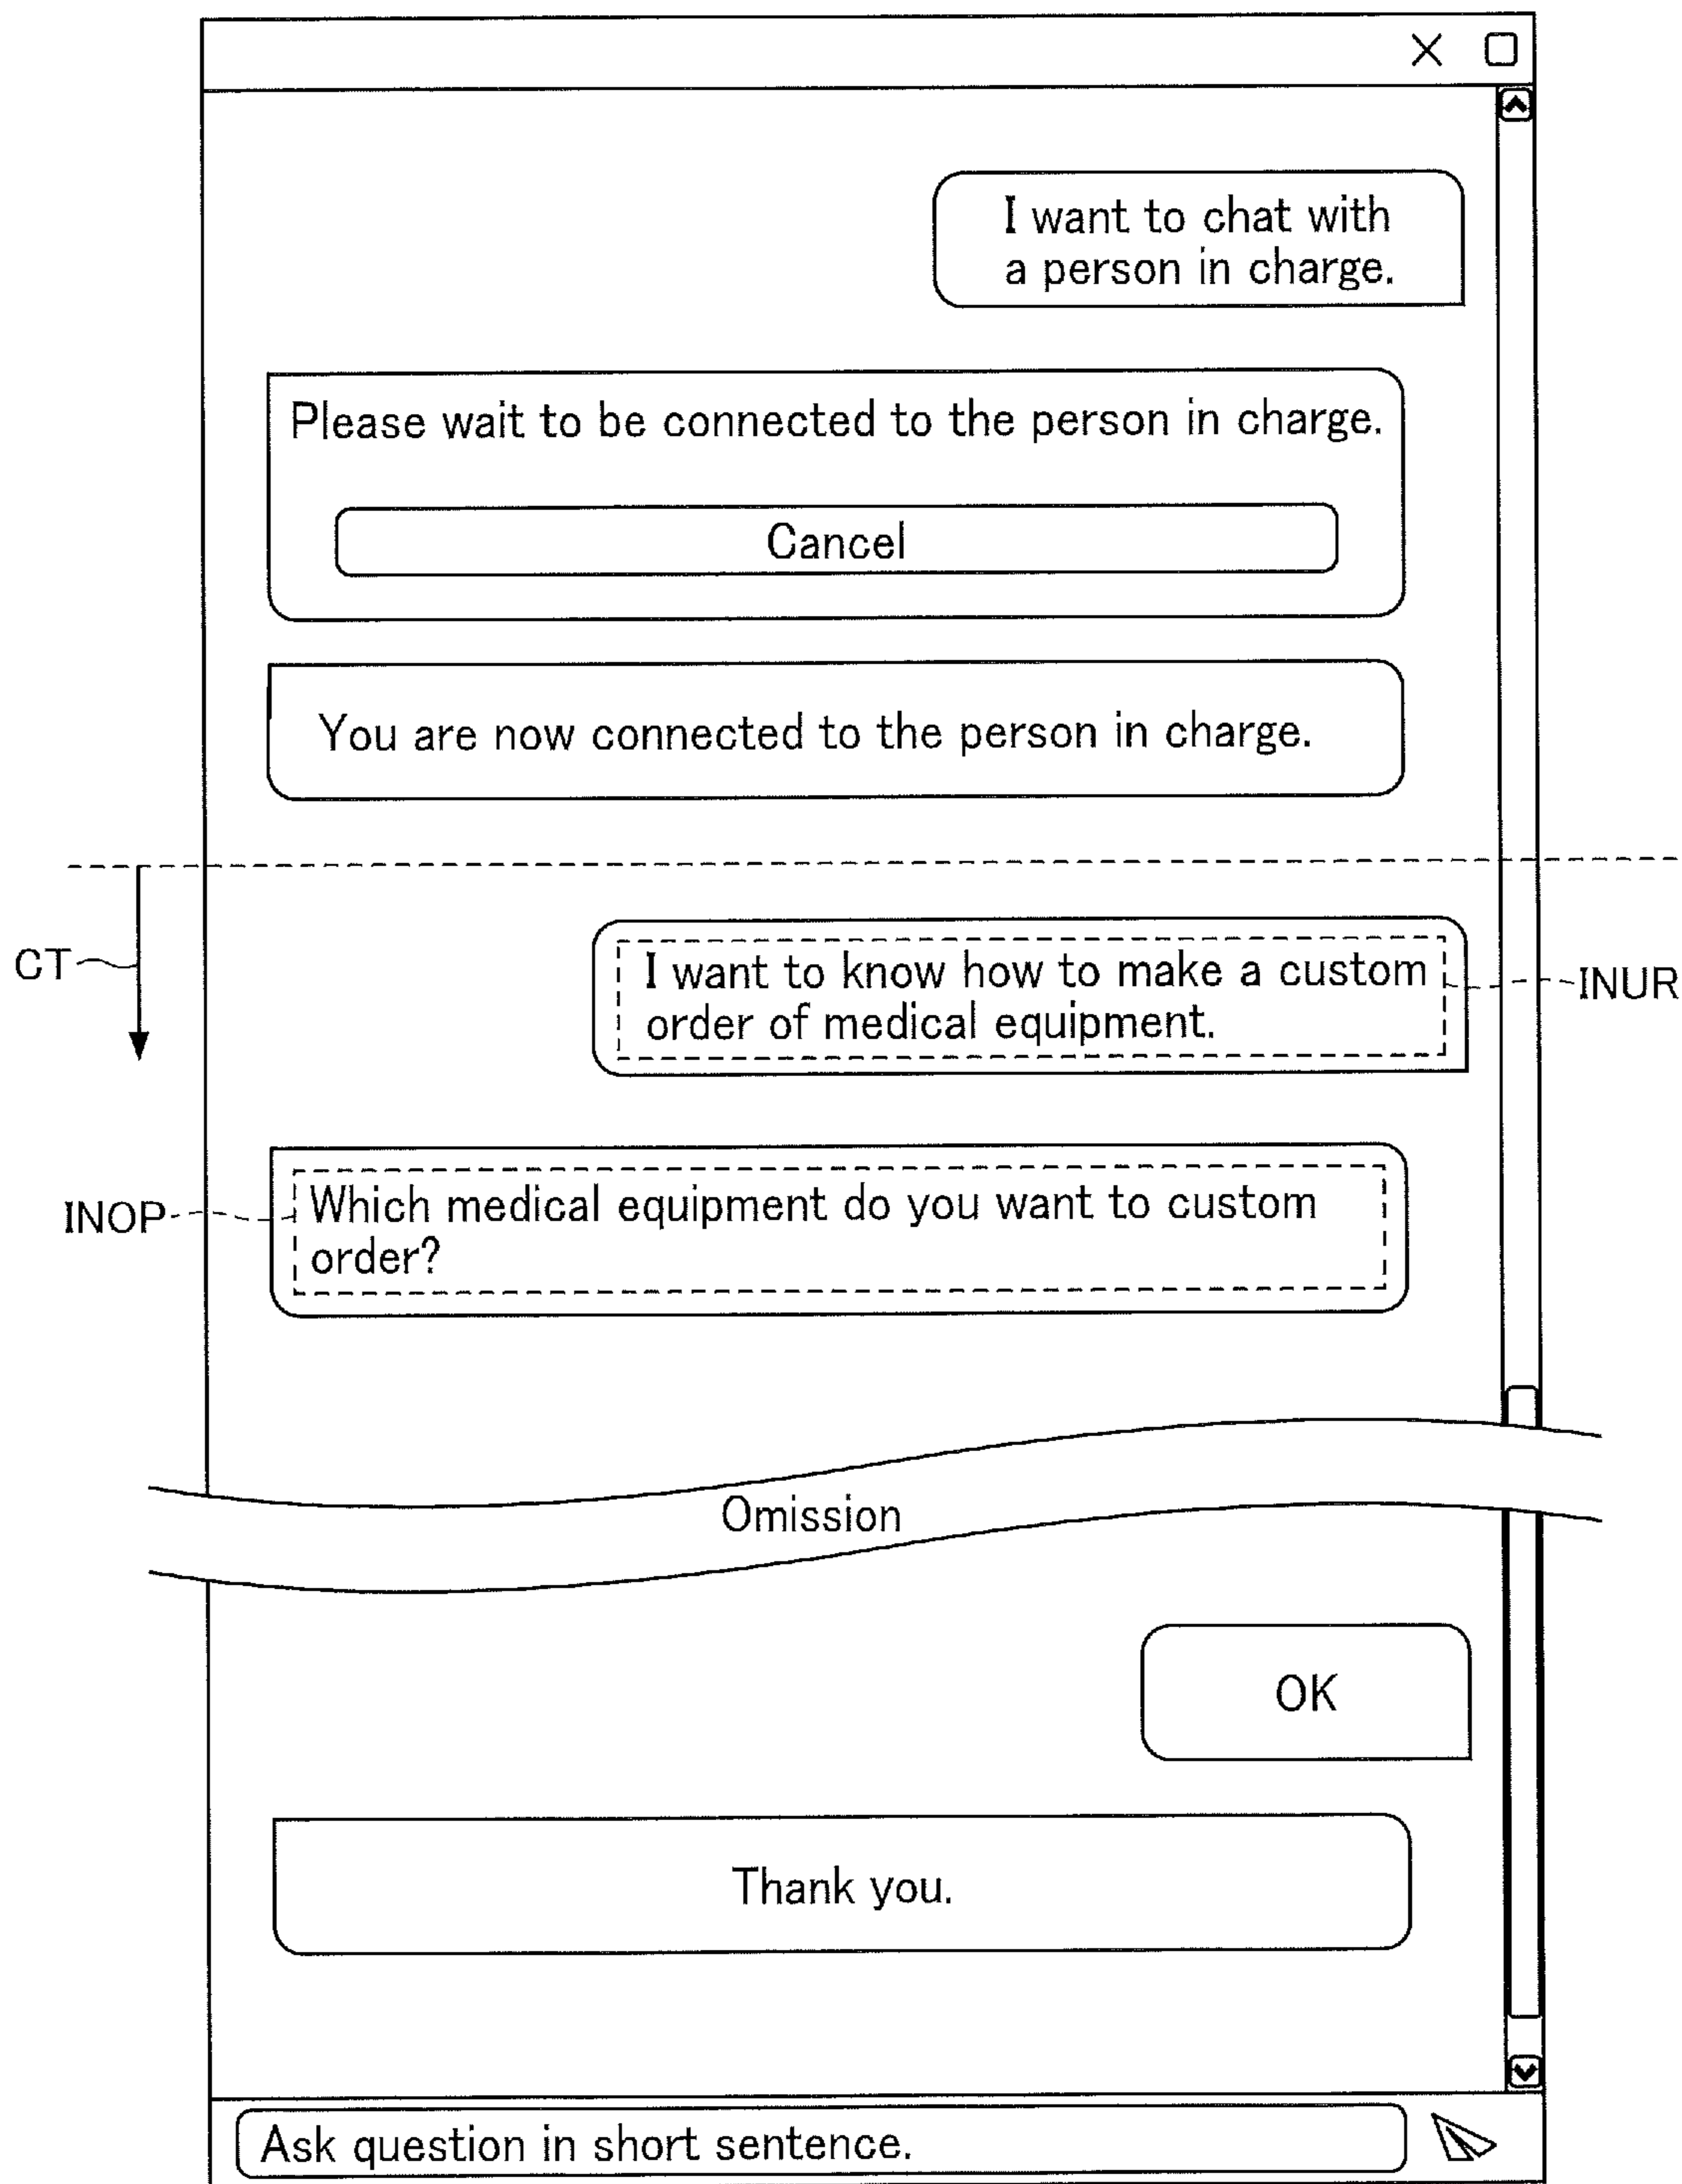 I want to chat with
a person in charge.
Please wait to be connected to the person in charge.
Cancel
You are now connected to the person in charge.
CT
I want to know how to make a custom
order of medical equipment.
INUR
INOP
Which medical equipment do you want to custom
order?
Omission
OK
Thank you.
Ask question in short sentence.